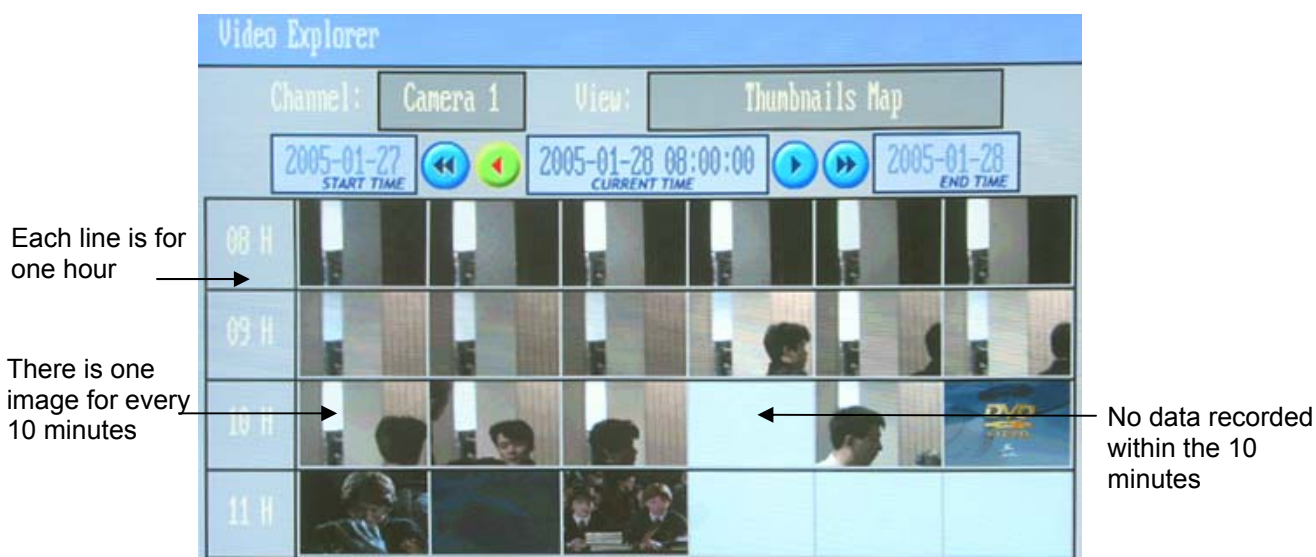 Video Explorer
Channel: Camera 1 View: Thumbnails Map
2005-01-27 2005-01-28 08:00:00 2005-01-28
START TIME CURRENT TIME END TIME
Each line is for
one hour
08 H
09 H
There is one
image for every
10 minutes
10 H
DVD
VIDEO
No data recorded
within the 10
minutes
11 H